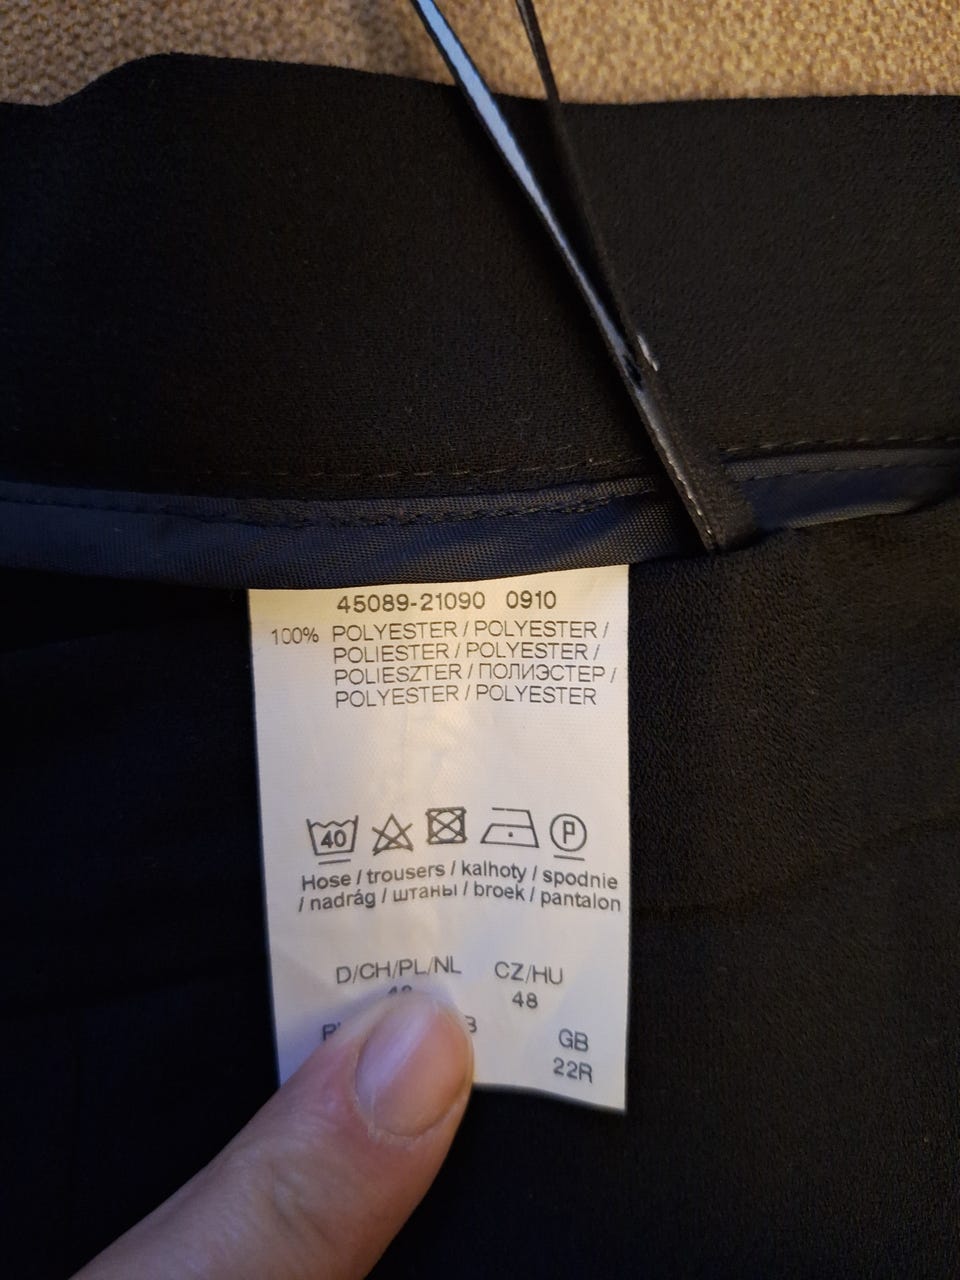 45089-21090 0910
100% POLYESTER / POLYESTER /
POLIESTER / POLYESTER /
POLIESZTER / ПОЛИЭСТЕР /
POLYESTER / POLYESTER
40 P
Hose / trousers / kalhoty / spodnie
/ nadrág / штаны / broek / pantalon
D/CH/PL/NL CZ/HU
48
GB
22R